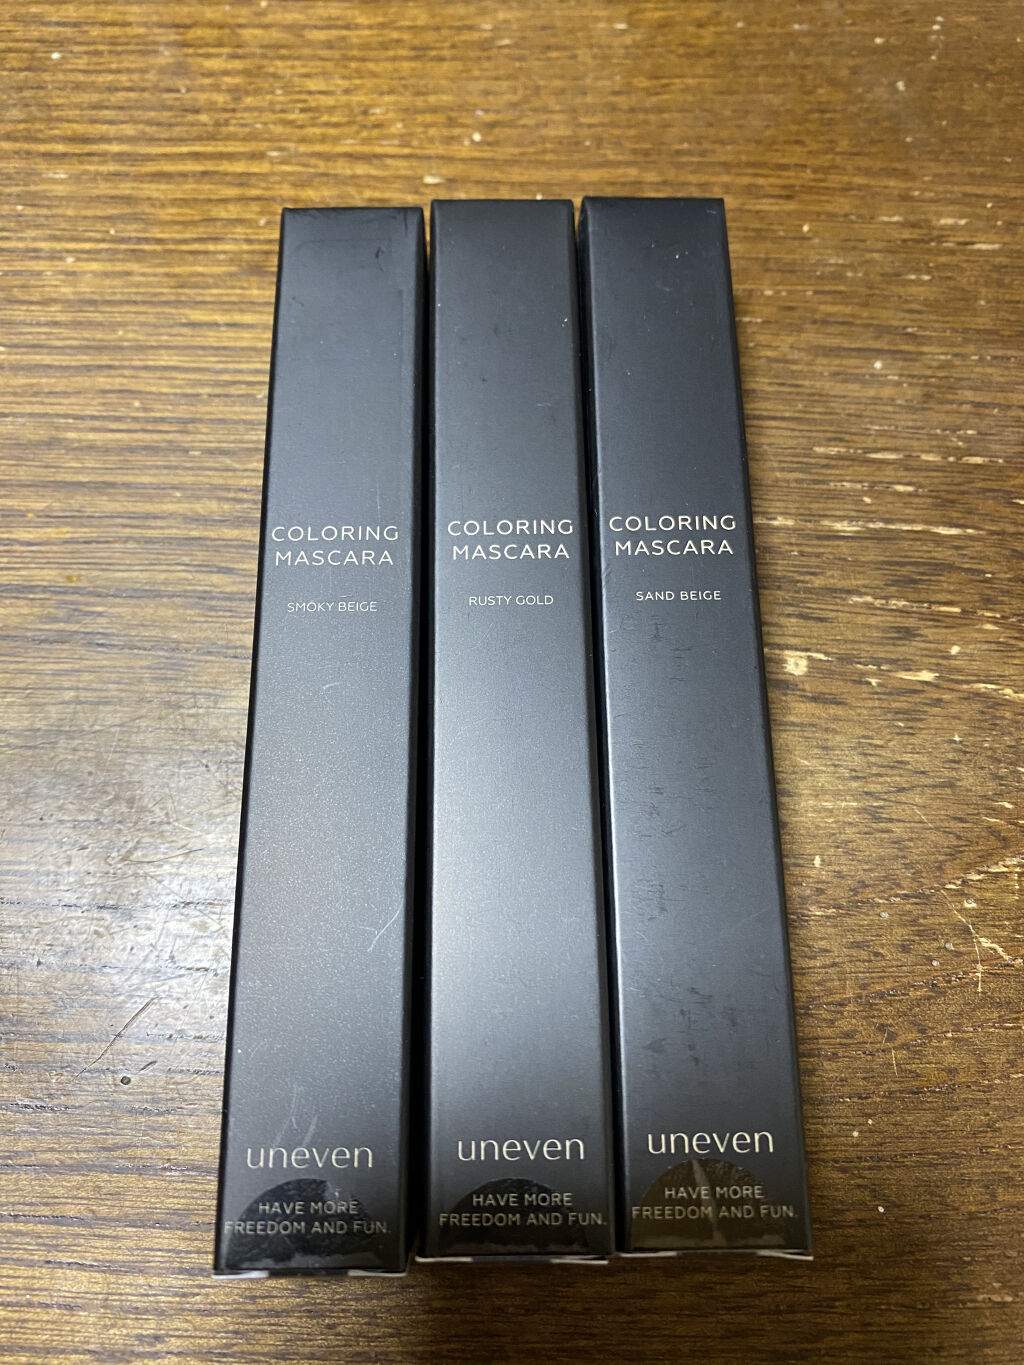 COLORING
MASCARA
SMOKY BEIGE
uneven
HAVE MORE
FREEDOM AND FUN.
COLORING
MASCARA
RUSTY GOLD
uneven
HAVE MORE
FREEDOM AND FUN.
COLORING
MASCARA
SAND BEIGE
uneven
HAVE MORE
FREEDOM AND FUN.